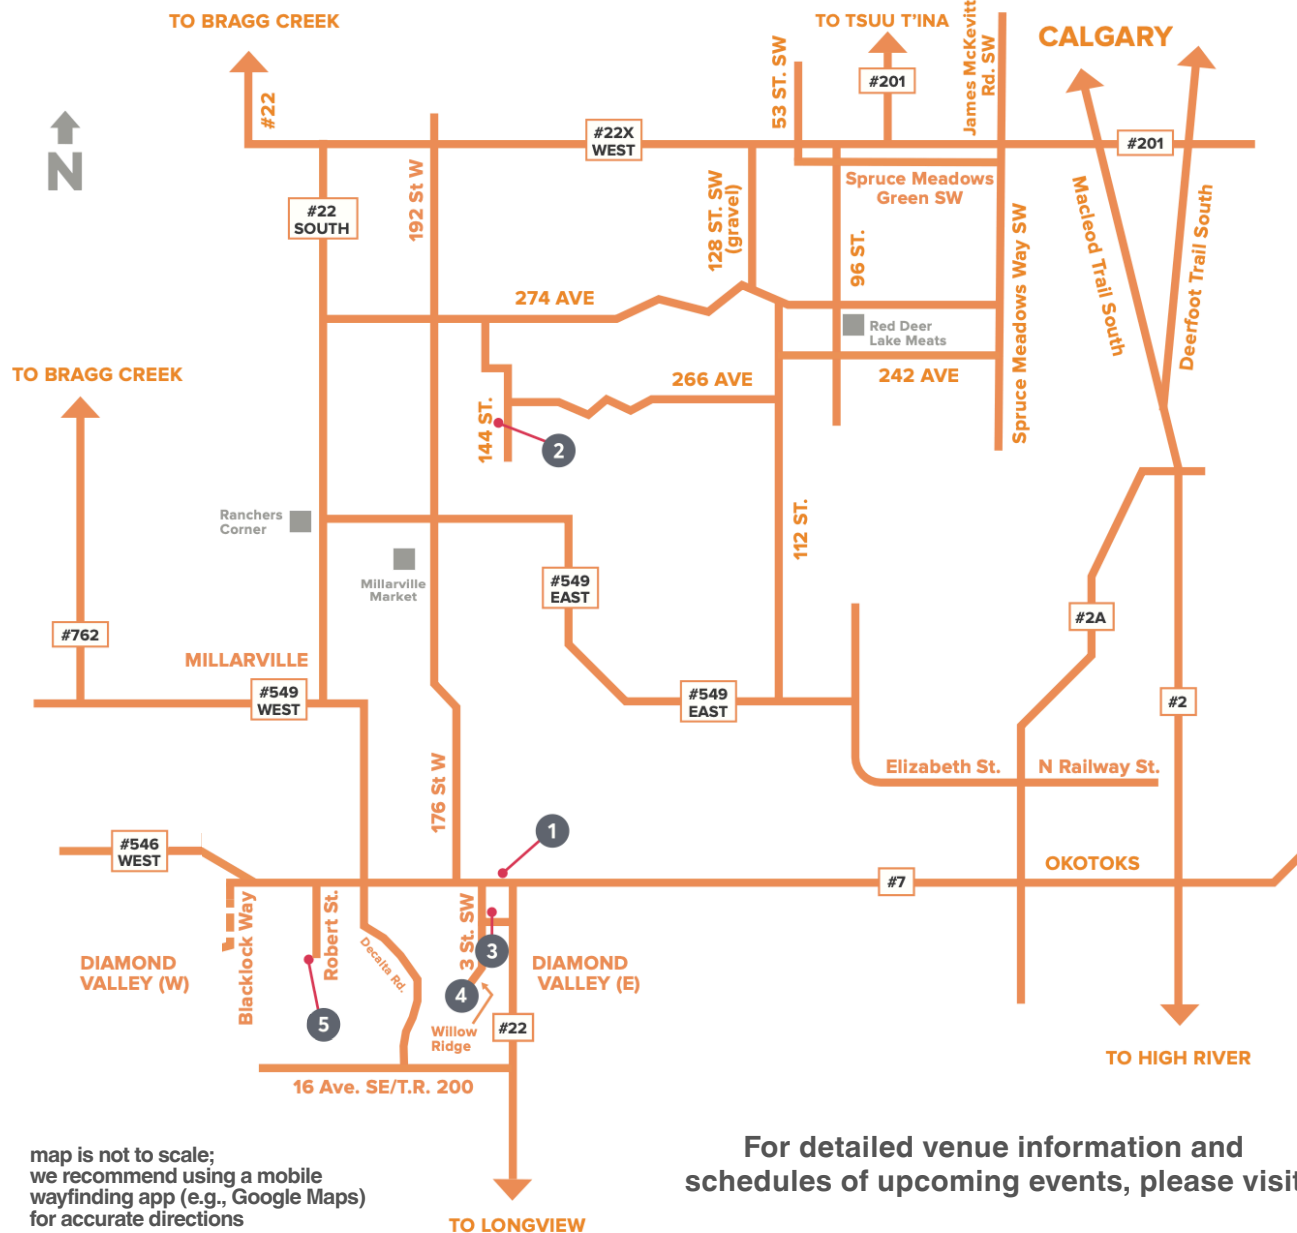 TO BRAGG CREEK
TO TSUU T'INA
CALGARY
James McKevitt
Rd. SW
53 ST. SW
#201
#22
#22X
WEST
#201
N
192 St W
#22
SOUTH
128 ST. SW
(gravel)
Spruce Meadows
Green SW
96 ST.
Spruce Meadows Way SW
Macleod Trail South
Deerfoot Trail South
274 AVE
Red Deer
Lake Meats
TO BRAGG CREEK
266 AVE
242 AVE
144 ST.
2
Ranchers
Corner
112 ST.
Millarville
Market
#549
EAST
#2A
#762
MILLARVILLE
#549
WEST
#549
EAST
#2
176 St W
Elizabeth St.
N Railway St.
1
#546
WEST
OKOTOKS
#7
Blacklock Way
Robert St.
Decalta Rd.
3 St. SW
3
DIAMOND
VALLEY (W)
DIAMOND
VALLEY (E)
4
5
Willow
Ridge
#22
TO HIGH RIVER
16 Ave. SE/T.R. 200
map is not to scale;
we recommend using a mobile
wayfinding app (e.g., Google Maps)
for accurate directions
For detailed venue information and
schedules of upcoming events, please visit
TO LONGVIEW